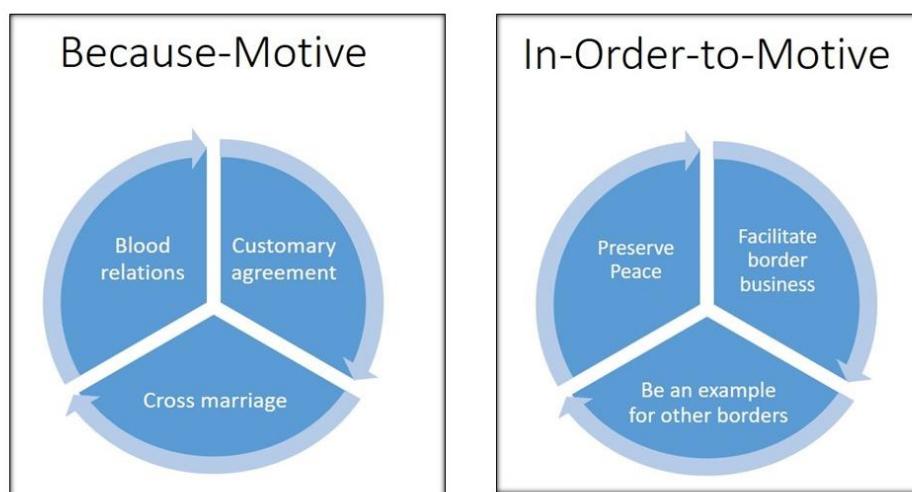 Because-Motive
Blood
relations
Customary
agreement
Cross marriage
In-Order-to-Motive
Preserve
Peace
Facilitate
border
business
Be an example
for other borders